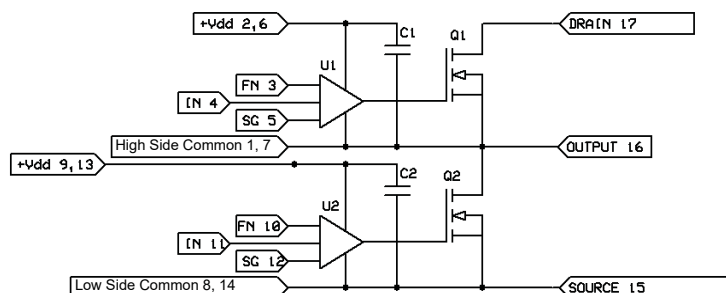 +Vdd 2,6
C1
Q1
DRAIN 17
U1
FN 3
IN 4
SG 5
High Side Common 1, 7
OUTPUT 16
+Vdd 9,13
C2
Q2
U2
FN 10
IN 11
SG 12
Low Side Common 8, 14
SOURCE 15